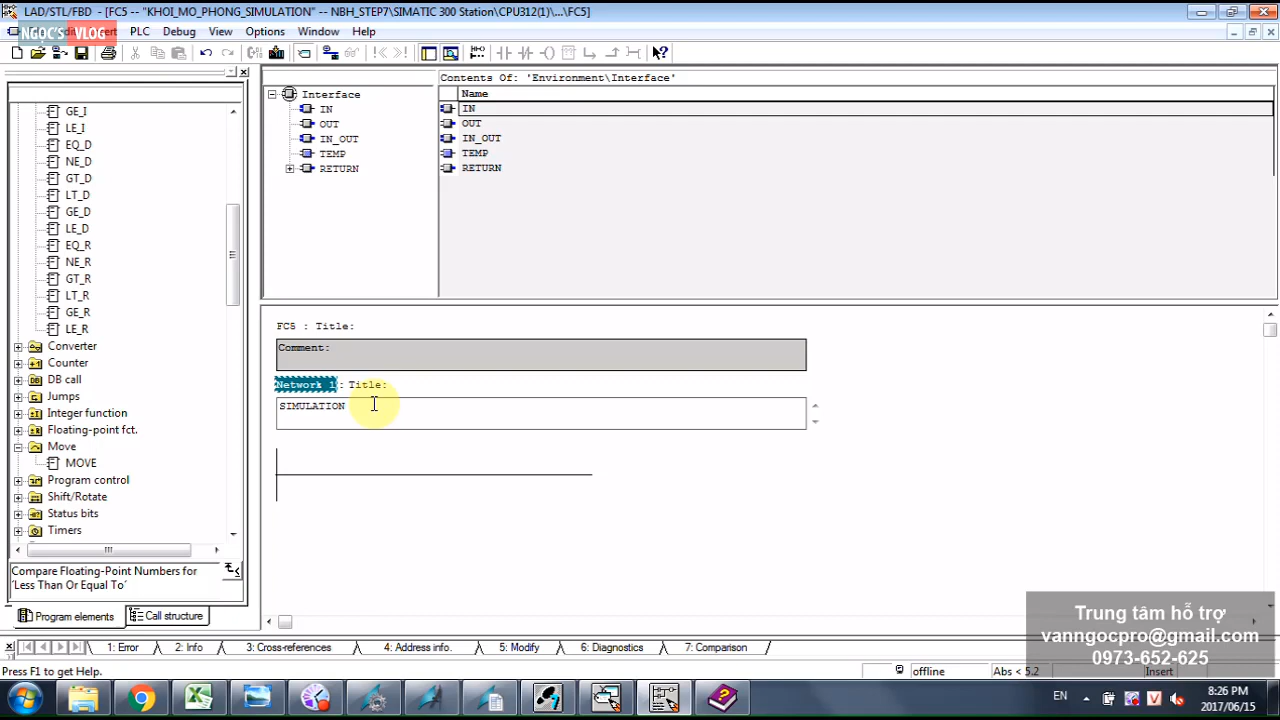 LAD/STL/FBD - [FC5 -- "KHOI_MO_PHONG_SIMULATION" -- NBH_STEP7\SIMATIC 300 Station\CPU312(1)\...\FC5]
NGỌC'S VLOG
PLC Debug View Options Window Help
GE_I
LE_I
EQ_D
NE_D
GT_D
LT_D
GE_D
LE_D
EQ_R
NE_R
GT_R
LT_R
GE_R
LE_R
Converter
Counter
DB call
Jumps
Integer function
Floating-point fct.
Move
MOVE
Program control
Shift/Rotate
Status bits
Timers
Compare Floating-Point Numbers for
'Less Than Or Equal To'
Program elements
Call structure
Interface
IN
OUT
IN_OUT
TEMP
RETURN
Contents Of: 'Environment\Interface'
Name
IN
OUT
IN_OUT
TEMP
RETURN
FC5 : Title:
Comment:
Network 1: Title:
SIMULATION
Trung tâm hỗ trợ
vanngocpro@gmail.com
0973-652-625
1: Error 2: Info 3: Cross-references 4: Address info. 5: Modify 6: Diagnostics 7: Comparison
Press F1 to get Help.
offline
Abs < 5.2
Insert
EN
8:26 PM
2017/06/15